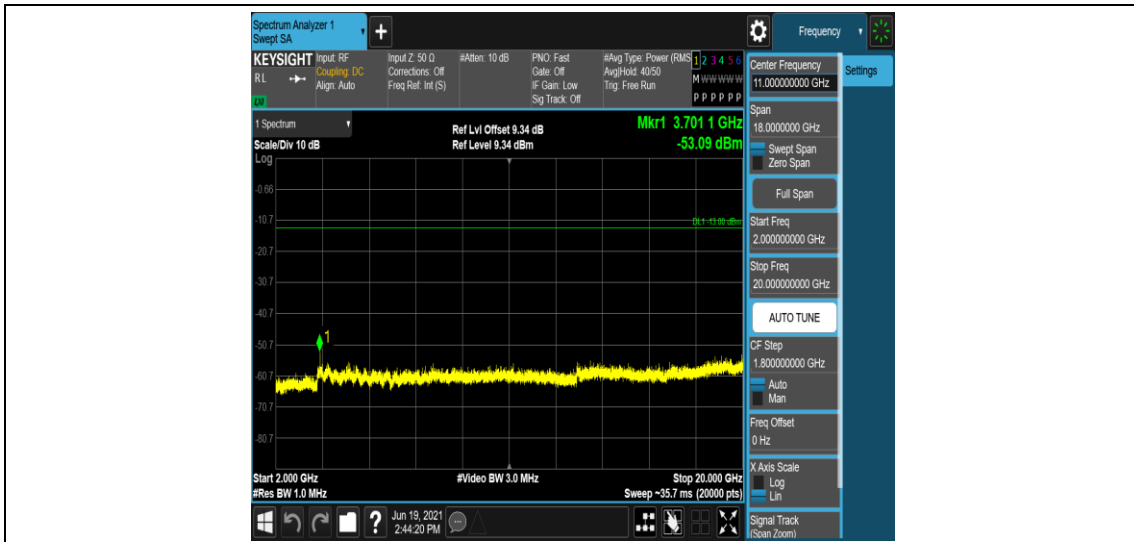 Spectrum Analyzer 1
Swept SA
+
Frequency
KEYSIGHT
RL
LXI
Input: RF
Coupling: DC
Align: Auto
Input Z: 50 Ω
Corrections: Off
Freq Ref: Int (S)
#Atten: 10 dB
PNO: Fast
Gate: Off
IF Gain: Low
Sig Track: Off
#Avg Type: Power (RMS
Avg|Hold: 40/50
Trig: Free Run
1 2 3 4 5 6
M W W W W W
P P P P P P
Center Frequency
11.000000000 GHz
Settings
1 Spectrum
Scale/Div 10 dB
Log
Ref Lvl Offset 9.34 dB
Ref Level 9.34 dBm
Mkr1 3.701 1 GHz
-53.09 dBm
Span
18.0000000 GHz
Swept Span
Zero Span
Full Span
-0.66
-10.7
-20.7
-30.7
-40.7
-50.7
-60.7
-70.7
-80.7
DL1 -13.00 dBm
1
Start Freq
2.000000000 GHz
Stop Freq
20.000000000 GHz
AUTO TUNE
CF Step
1.800000000 GHz
Auto
Man
Freq Offset
0 Hz
X Axis Scale
Log
Lin
Signal Track
(Span Zoom)
Start 2.000 GHz
#Res BW 1.0 MHz
#Video BW 3.0 MHz
Stop 20.000 GHz
Sweep ~35.7 ms (20000 pts)
?
Jun 19, 2021
2:44:20 PM